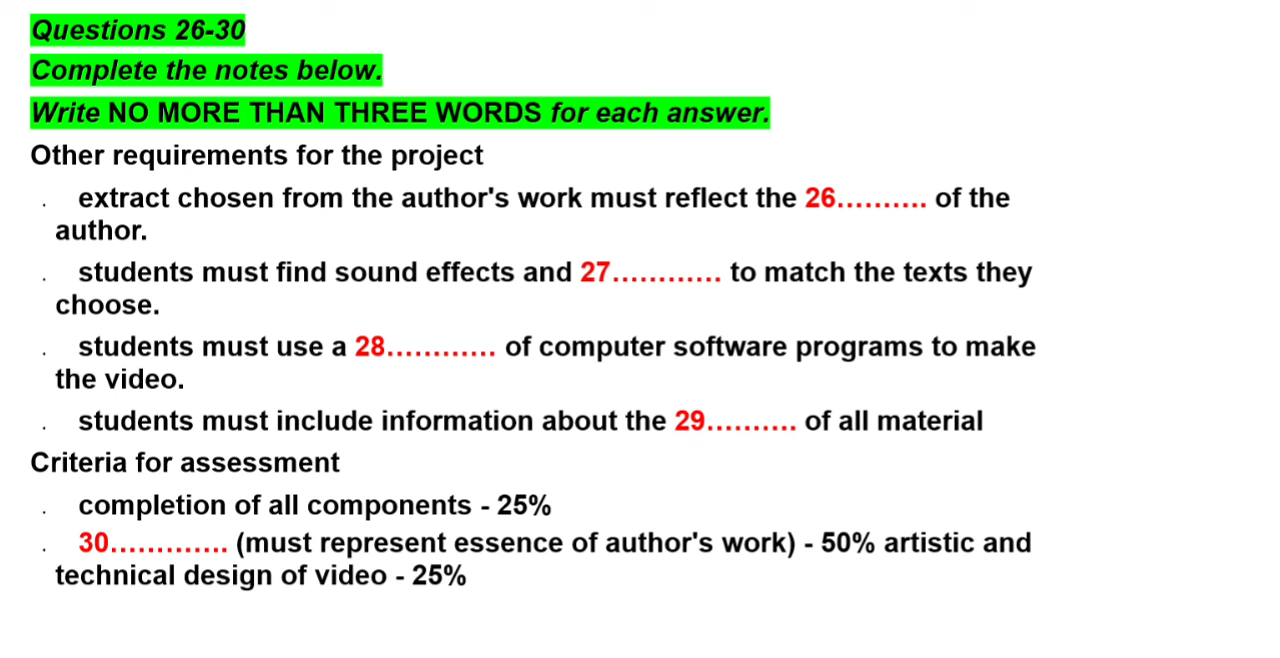 Questions 26-30
Complete the notes below.
Write NO MORE THAN THREE WORDS for each answer.
Other requirements for the project
. extract chosen from the author's work must reflect the 26.......... of the
author.
. students must find sound effects and 27............ to match the texts they
choose.
. students must use a 28............ of computer software programs to make
the video.
. students must include information about the 29.......... of all material
Criteria for assessment
. completion of all components - 25%
. 30............. (must represent essence of author's work) - 50% artistic and
technical design of video - 25%